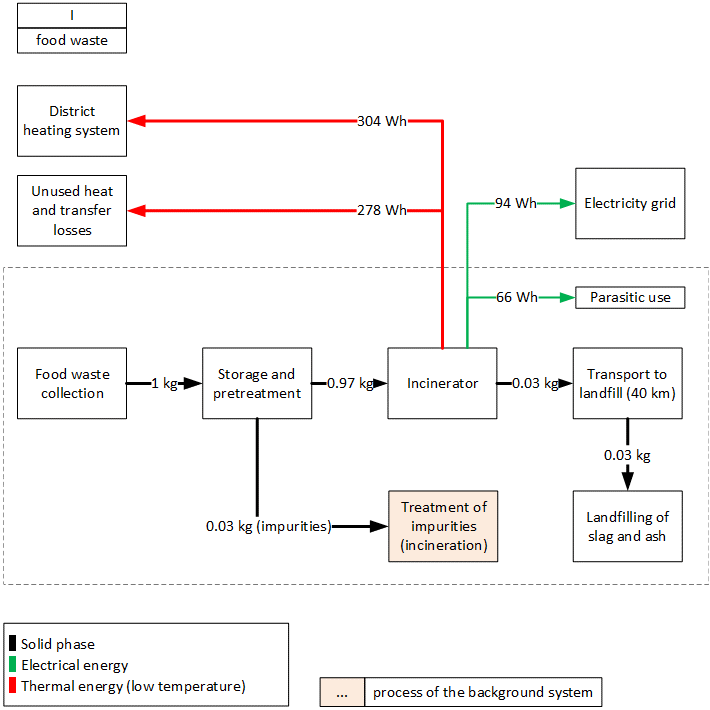 I
food waste
District
heating system
304 Wh
Unused heat
and transfer
losses
278 Wh
94 Wh
Electricity grid
66 Wh
Parasitic use
Food waste
collection
1 kg
Storage and
pretreatment
0.97 kg
Incinerator
0.03 kg
Transport to
landfill (40 km)
0.03 kg
0.03 kg (impurities)
Treatment of
impurities
(incineration)
Landfilling of
slag and ash
Solid phase
Electrical energy
Thermal energy (low temperature)
...
process of the background system